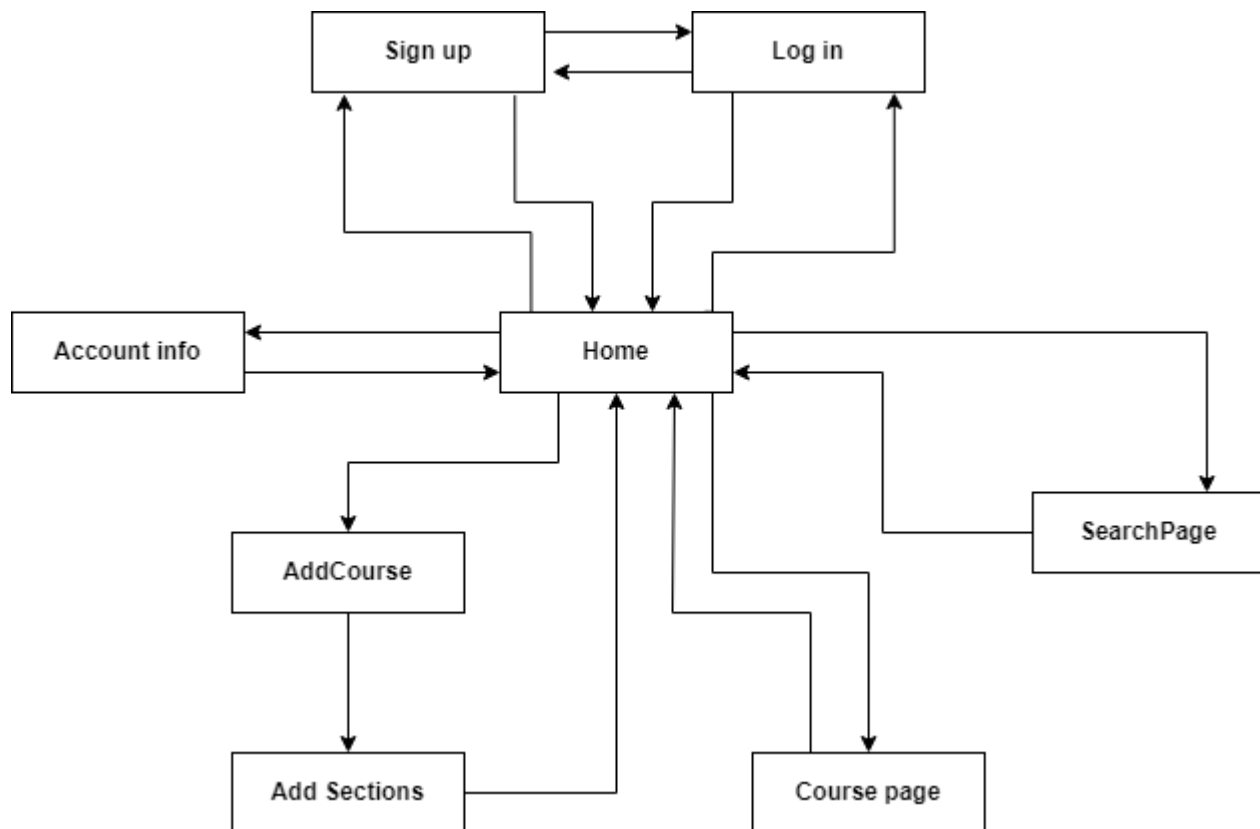 Sign up
Log in
Account info
Home
SearchPage
AddCourse
Add Sections
Course page